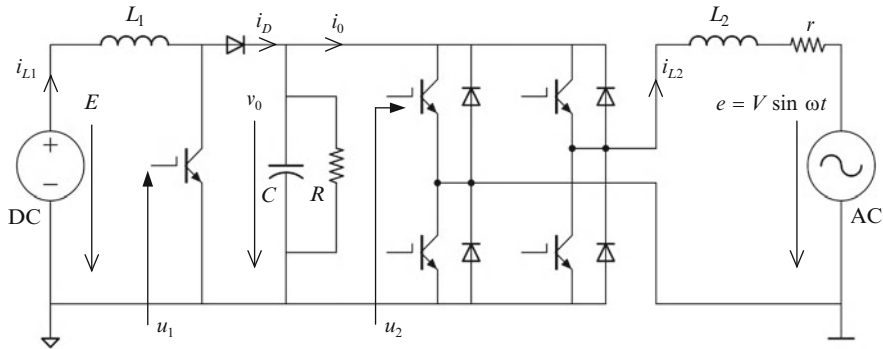 L1
iD
i0
L2
r
iL1
E
v0
iL2
e = V sin ωt
+
−
DC
C
R
AC
u1
u2